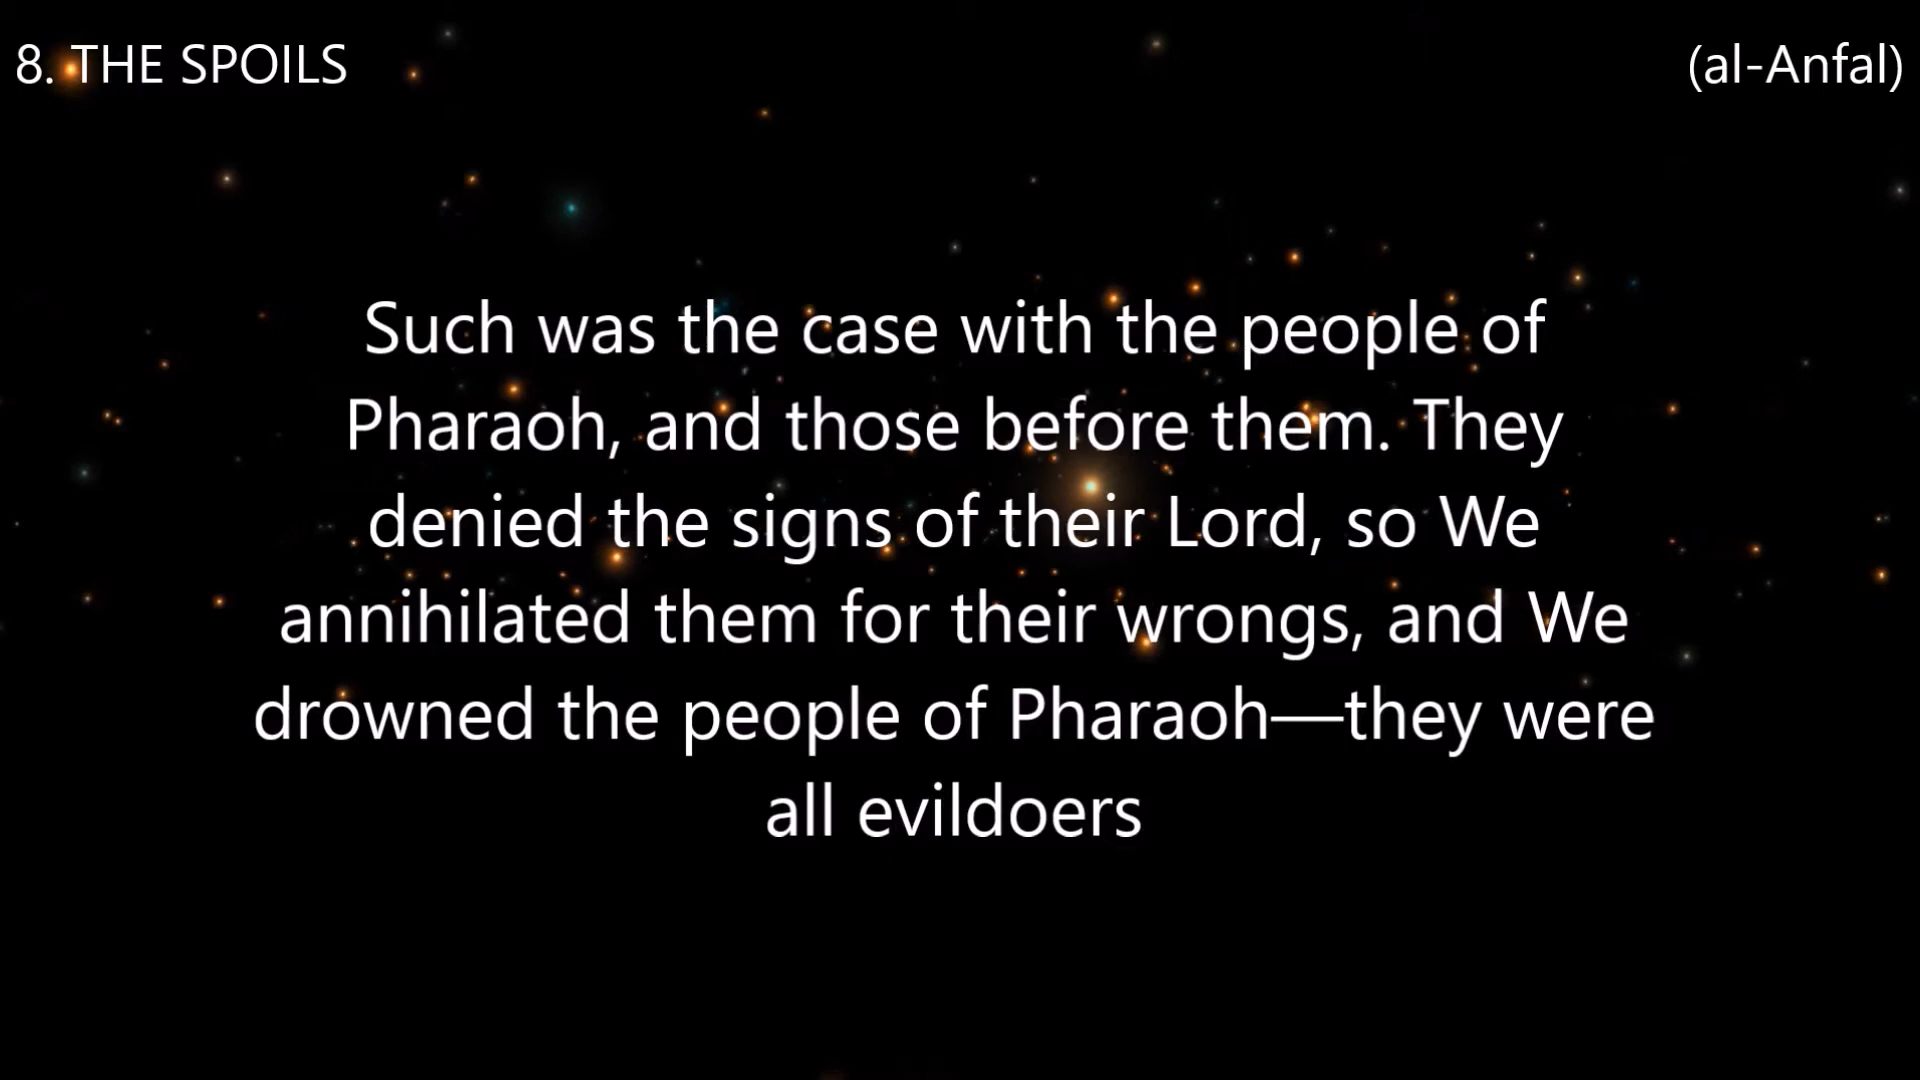 8. THE SPOILS
(al-Anfal)
Such was the case with the people of
Pharaoh, and those before them. They
denied the signs of their Lord, so We
annihilated them for their wrongs, and We
drowned the people of Pharaoh—they were
all evildoers